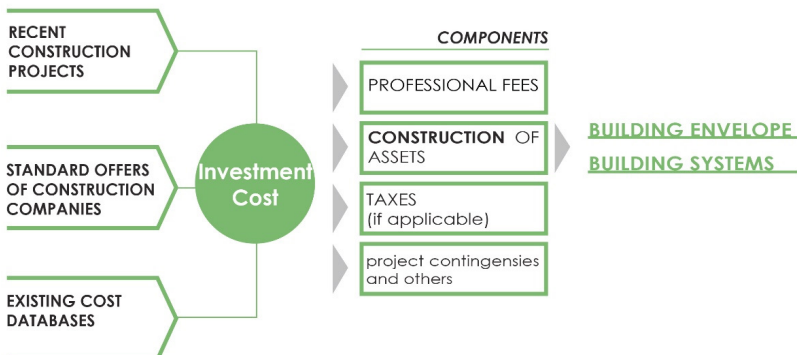 RECENT
CONSTRUCTION
PROJECTS
STANDARD OFFERS
OF CONSTRUCTION
COMPANIES
EXISTING COST
DATABASES
Investment
Cost
COMPONENTS
PROFESSIONAL FEES
CONSTRUCTION OF
ASSETS
TAXES
(if applicable)
project contingensies
and others
BUILDING ENVELOPE
BUILDING SYSTEMS